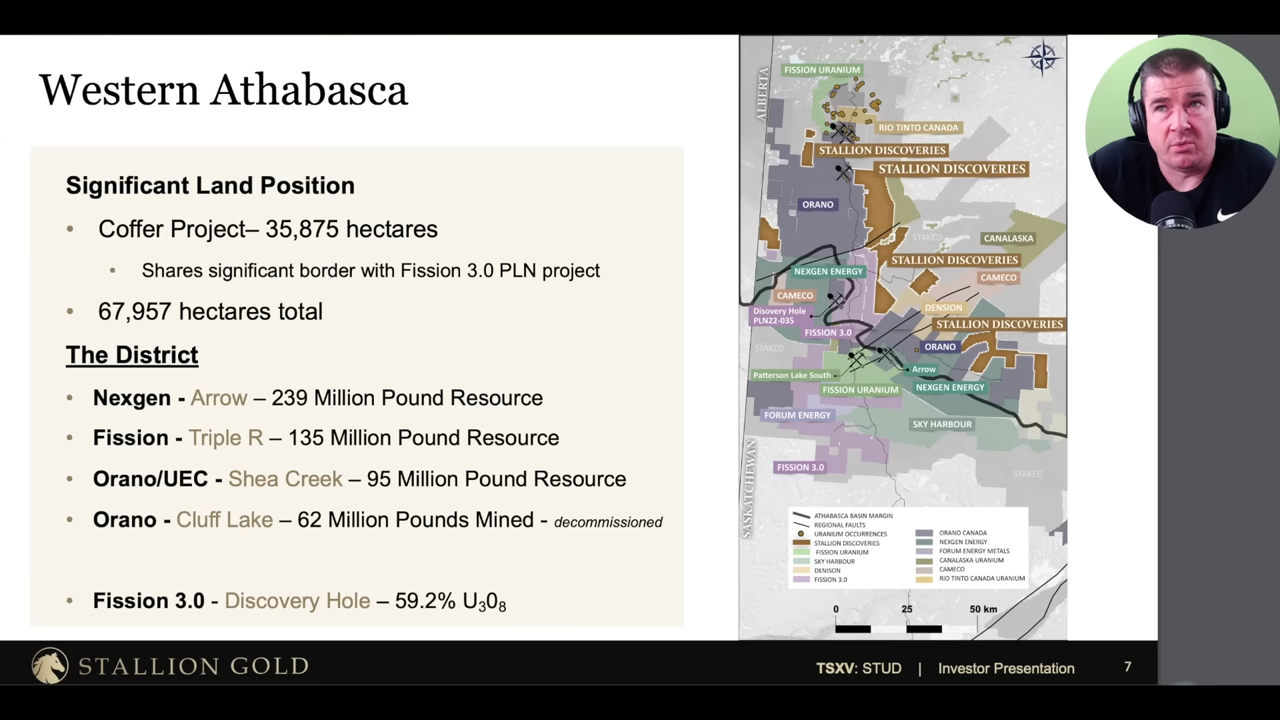 Western Athabasca
Significant Land Position
• Coffer Project– 35,875 hectares
• Shares significant border with Fission 3.0 PLN project
• 67,957 hectares total
The District
• Nexgen - Arrow – 239 Million Pound Resource
• Fission - Triple R – 135 Million Pound Resource
• Orano/UEC - Shea Creek – 95 Million Pound Resource
• Orano - Cluff Lake – 62 Million Pounds Mined - decommissioned
• Fission 3.0 - Discovery Hole – 59.2% U₃0₈
ALBERTA
FISSION URANIUM
RIO TINTO CANADA
STALLION DISCOVERIES
STALLION DISCOVERIES
ORANO
STAKED
CANALASKA
STALLION DISCOVERIES
NEXGEN ENERGY
CAMECO
CAMECO
DENSION
Disovery Hole
PLN22-035
STALLION DISCOVERIES
FISSION 3.0
STAKED
ORANO
Arrow
Patterson Lake South
FISSION URANIUM
NEXGEN ENERGY
FORUM ENERGY
SKY HARBOUR
SASKATCHEWAN
FISSION 3.0
STAKED
ATHABASCA BASIN MARGIN
REGIONAL FAULTS
URANIUM OCCURRENCES
STALLION DISCOVERIES
FISSION URANIUM
SKY HARBOUR
DENISON
FISSION 3.0
ORANO CANADA
NEXGEN ENERGY
FORUM ENERGY METALS
CANALASKA URANIUM
CAMECO
RIO TINTO CANADA URANIUM
0 25 50 km
STALLION GOLD
TSXV: STUD | Investor Presentation 7